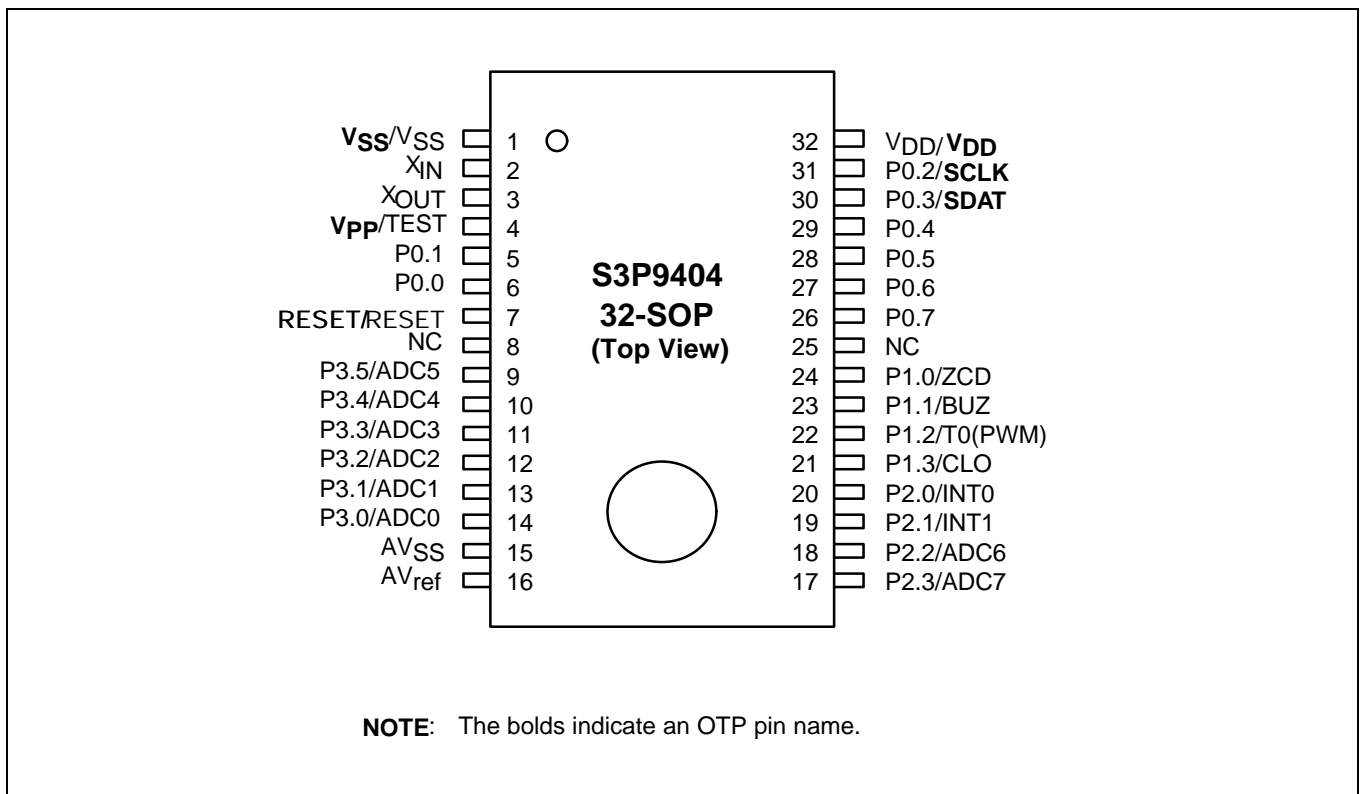 VSS/VSS 1 32 VDD/VDD
XIN 2 31 P0.2/SCLK
XOUT 3 30 P0.3/SDAT
VPP/TEST 4 29 P0.4
P0.1 5 28 P0.5
P0.0 6 27 P0.6
RESET/RESET 7 26 P0.7
NC 8 25 NC
P3.5/ADC5 9 24 P1.0/ZCD
P3.4/ADC4 10 23 P1.1/BUZ
P3.3/ADC3 11 22 P1.2/T0(PWM)
P3.2/ADC2 12 21 P1.3/CLO
P3.1/ADC1 13 20 P2.0/INT0
P3.0/ADC0 14 19 P2.1/INT1
AVSS 15 18 P2.2/ADC6
AVref 16 17 P2.3/ADC7
S3P9404
32-SOP
(Top View)
NOTE: The bolds indicate an OTP pin name.